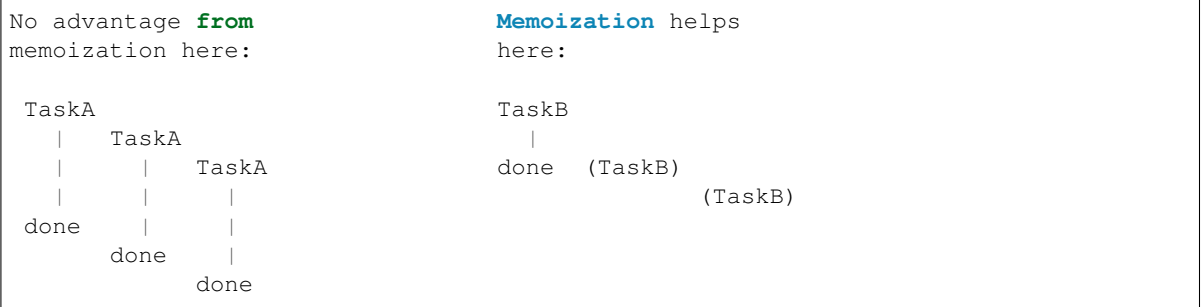 No advantage from                Memoization helps
memoization here:                here:

 TaskA                           TaskB
   |   TaskA                       |
   |     |   TaskA               done  (TaskB)
   |     |     |                              (TaskB)
 done    |     |
       done    |
             done